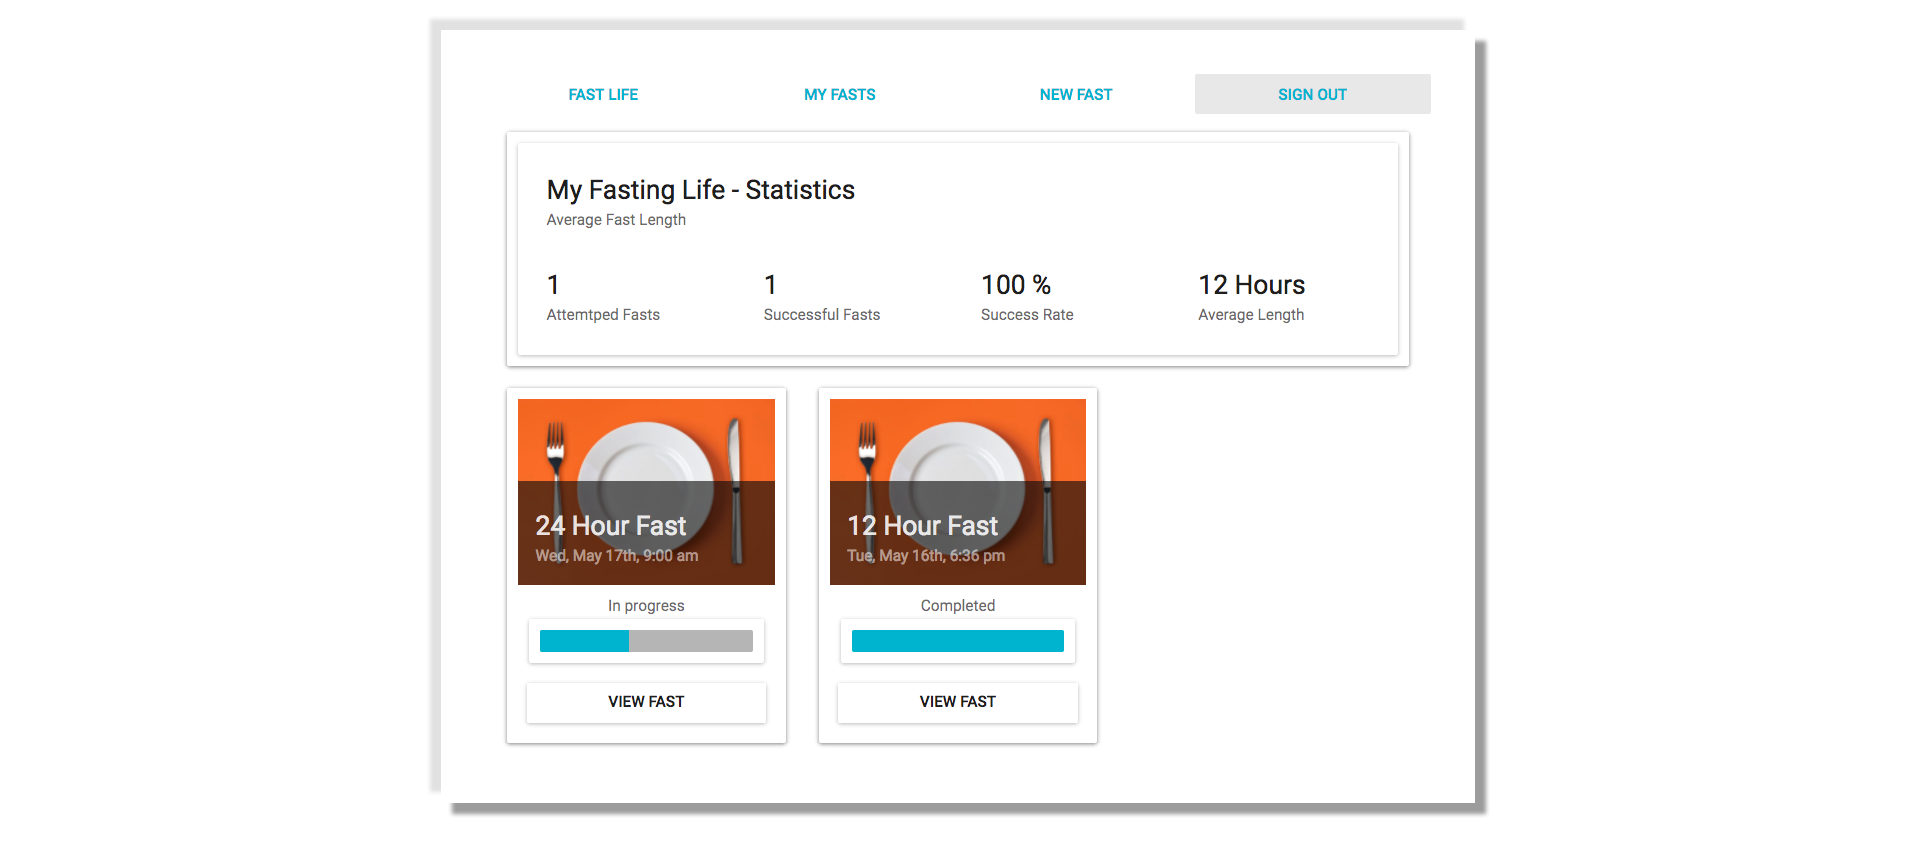 FAST LIFE MY FASTS NEW FAST SIGN OUT
My Fasting Life - Statistics
Average Fast Length
1 1 100 % 12 Hours
Attemtped Fasts Successful Fasts Success Rate Average Length
24 Hour Fast
Wed, May 17th, 9:00 am
In progress
VIEW FAST
12 Hour Fast
Tue, May 16th, 6:36 pm
Completed
VIEW FAST